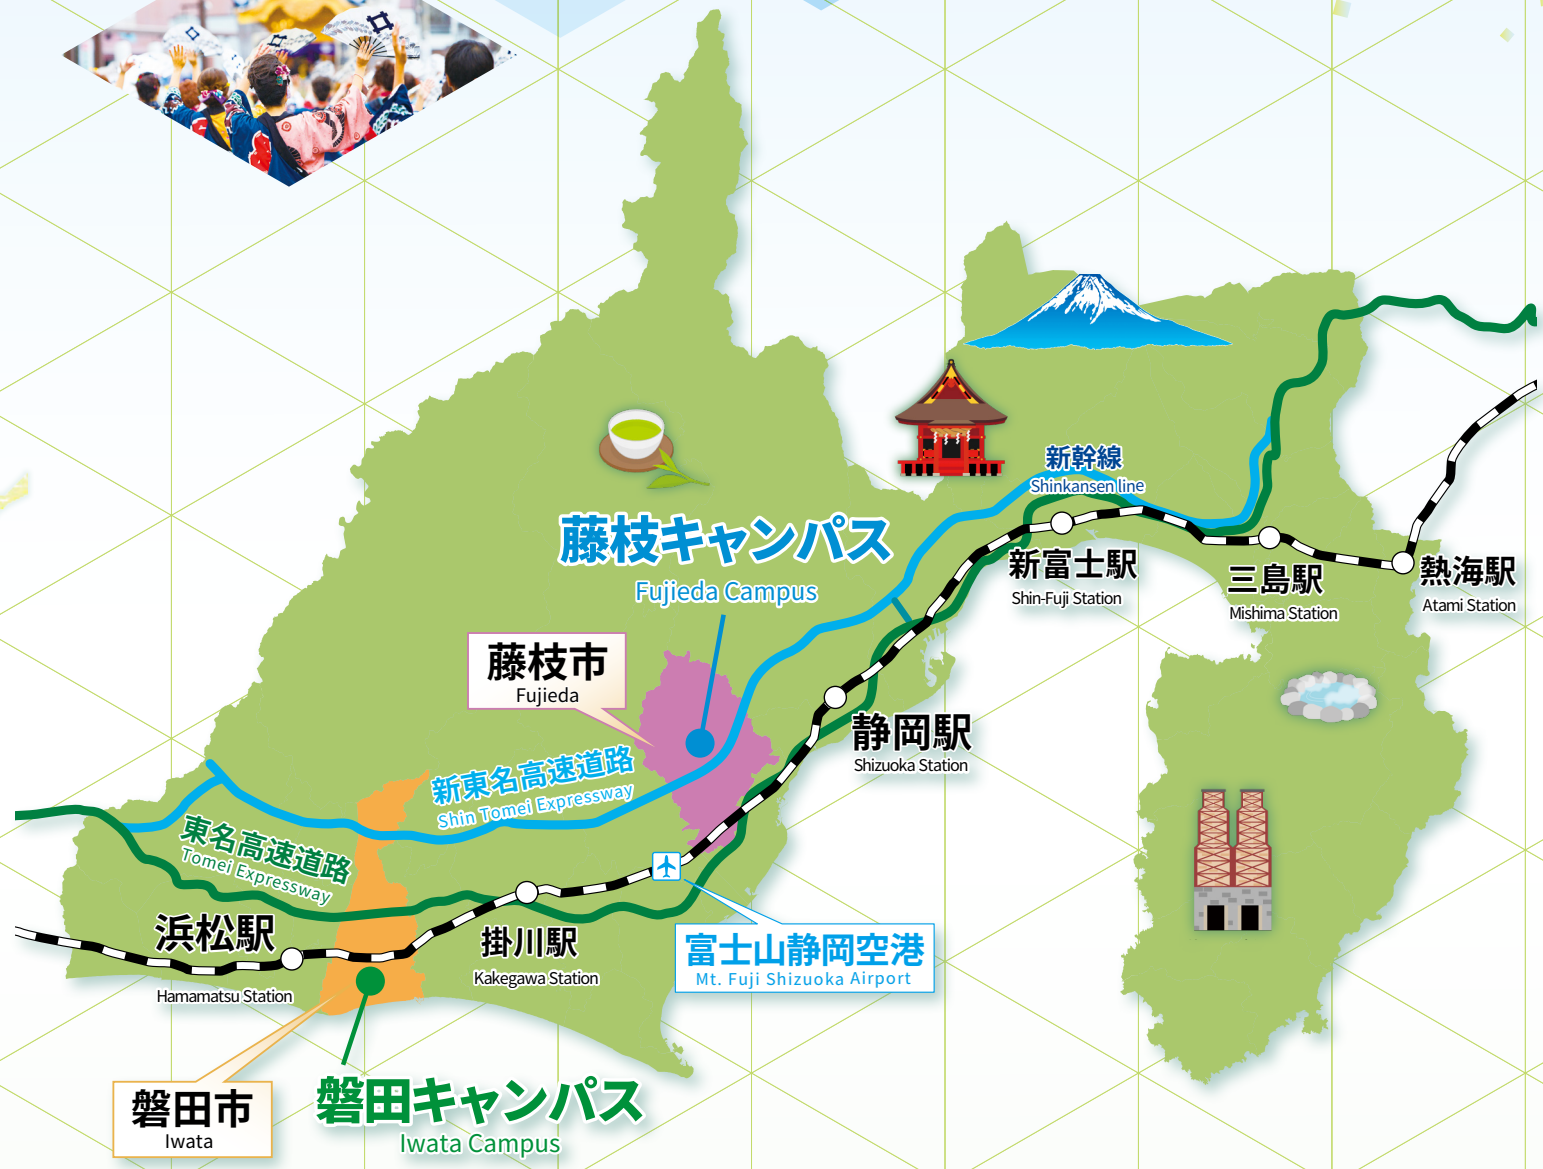 新幹線
Shinkansen line
藤枝キャンパス
Fujieda Campus
新富士駅
Shin-Fuji Station
三島駅
Mishima Station
熱海駅
Atami Station
藤枝市
Fujieda
静岡駅
Shizuoka Station
新東名高速道路
Shin Tomei Expressway
東名高速道路
Tomei Expressway
浜松駅
Hamamatsu Station
掛川駅
Kakegawa Station
富士山静岡空港
Mt. Fuji Shizuoka Airport
磐田市
Iwata
磐田キャンパス
Iwata Campus